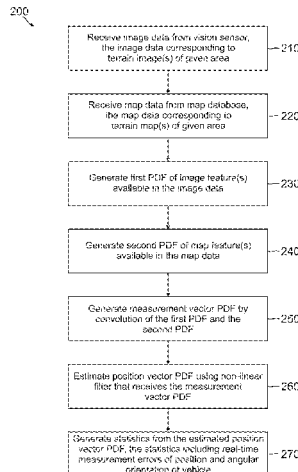 200
Receive image data from vision sensor,
the image data corresponding to
terrain image(s) of given area
210
Receive map data from map database,
the map data corresponding to
terrain map(s) of given area
220
Generate first PDF of image feature(s)
available in the image data
230
Generate second PDF of map feature(s)
available in the map data
240
Generate measurement vector PDF by
convolution of the first PDF and the
second PDF
250
Estimate position vector PDF using non-linear
filter that receives the measurement
vector PDF
260
Generate statistics from the estimated position
vector PDF, the statistics including real-time
measurement errors of position and angular
orientation of vehicle
270